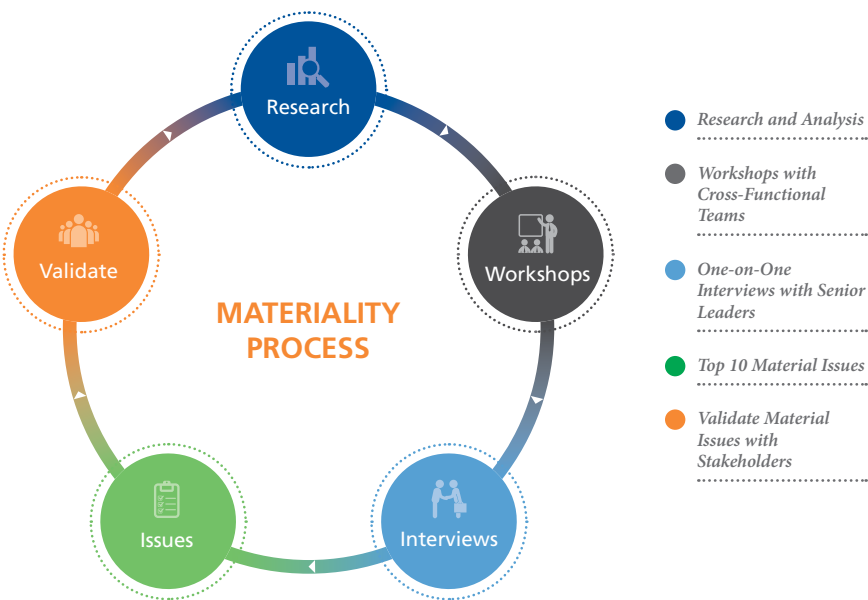 Research
Workshops
Interviews
Issues
Validate
MATERIALITY
PROCESS
Research and Analysis
Workshops with
Cross-Functional
Teams
One-on-One
Interviews with Senior
Leaders
Top 10 Material Issues
Validate Material
Issues with
Stakeholders